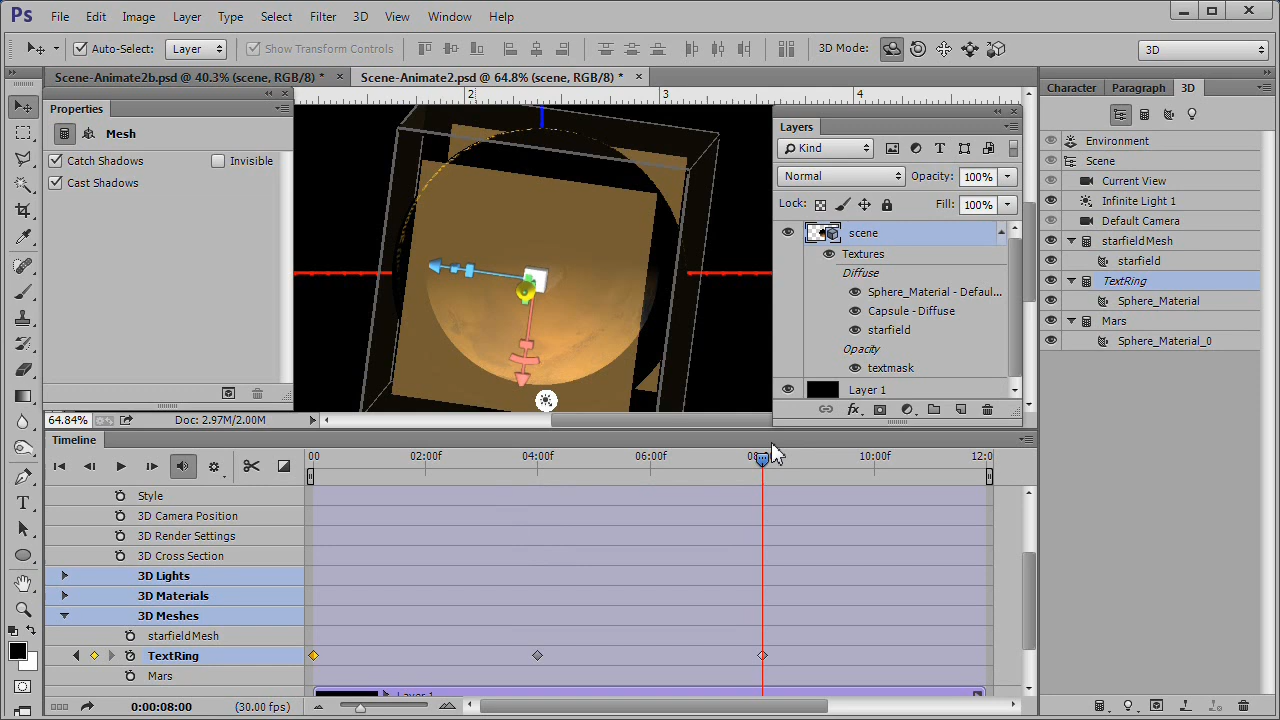 Ps File Edit Image Layer Type Select Filter 3D View Window Help
Auto-Select: Layer Show Transform Controls 3D Mode: 3D
Scene-Animate2b.psd @ 40.3% (scene, RGB/8) * × Scene-Animate2.psd @ 64.8% (scene, RGB/8) * ×
Properties
Mesh
Catch Shadows Invisible
Cast Shadows
2 3 4
64.84% Doc: 2.97M/2.00M
Layers
Kind
Normal Opacity: 100%
Lock: Fill: 100%
scene
Textures
Diffuse
Sphere_Material - Defaul...
Capsule - Diffuse
starfield
Opacity
textmask
Layer 1
fx
Character Paragraph 3D
Environment
Scene
Current View
Infinite Light 1
Default Camera
starfieldMesh
starfield
TextRing
Sphere_Material
Mars
Sphere_Material_0
Timeline
00 02:00f 04:00f 06:00f 10:00f 12:0
Style
3D Camera Position
3D Render Settings
3D Cross Section
3D Lights
3D Materials
3D Meshes
starfieldMesh
TextRing
Mars
Layer 1
0:00:08:00 (30.00 fps)